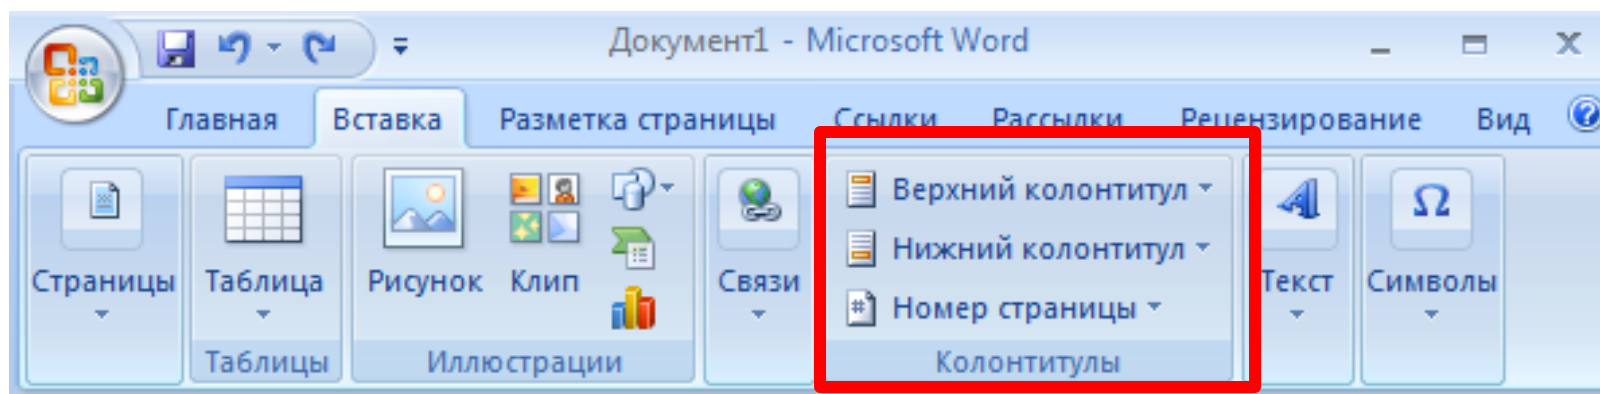 Документ1 - Microsoft Word
Главная Вставка Разметка страницы Ссылки Рассылки Рецензирование Вид
Верхний колонтитул
Нижний колонтитул
Страницы Таблица Рисунок Клип Связи Текст Символы
Номер страницы
Таблицы Иллюстрации Колонтитулы